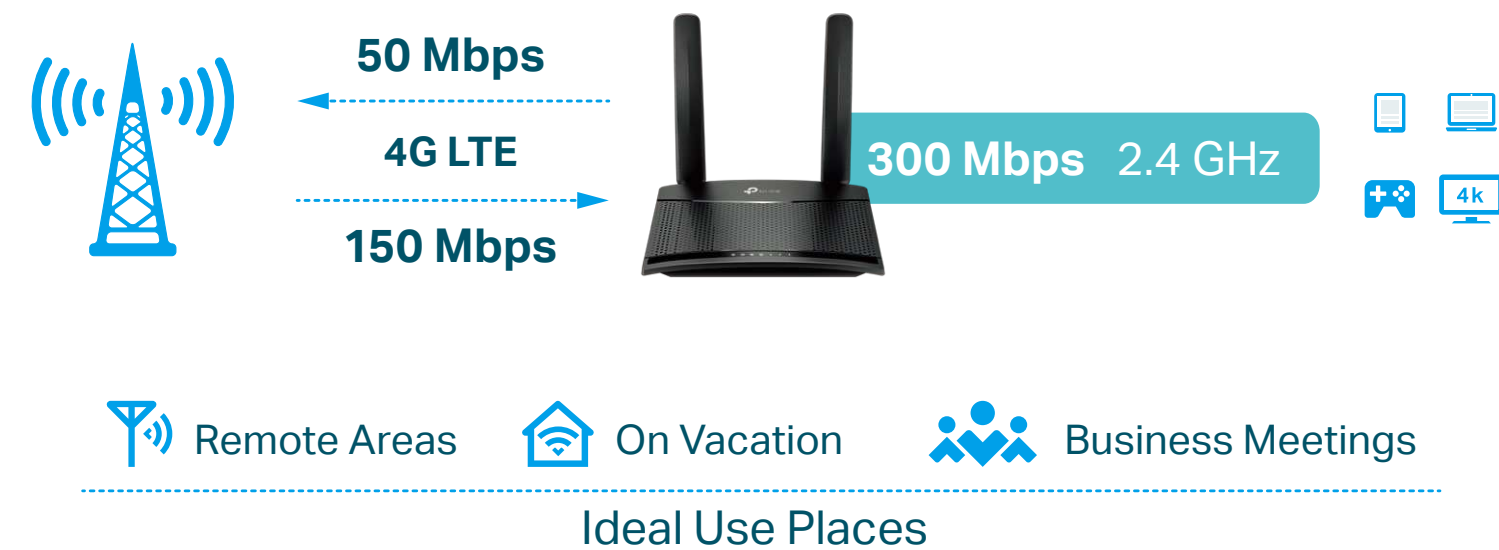 50 Mbps
4G LTE
150 Mbps
300 Mbps 2.4 GHz
4k
Remote Areas
On Vacation
Business Meetings
Ideal Use Places